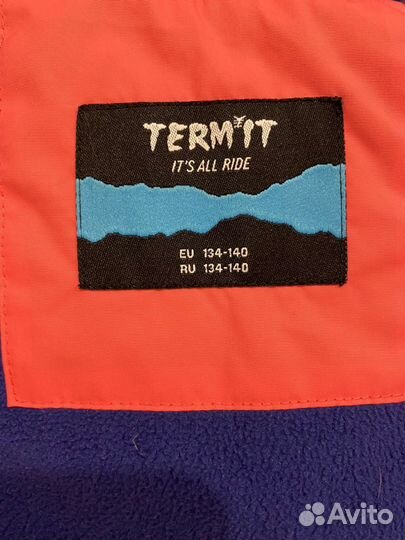 TERMIT
IT'S ALL RIDE
EU 134-140
RU 134-140
Avito